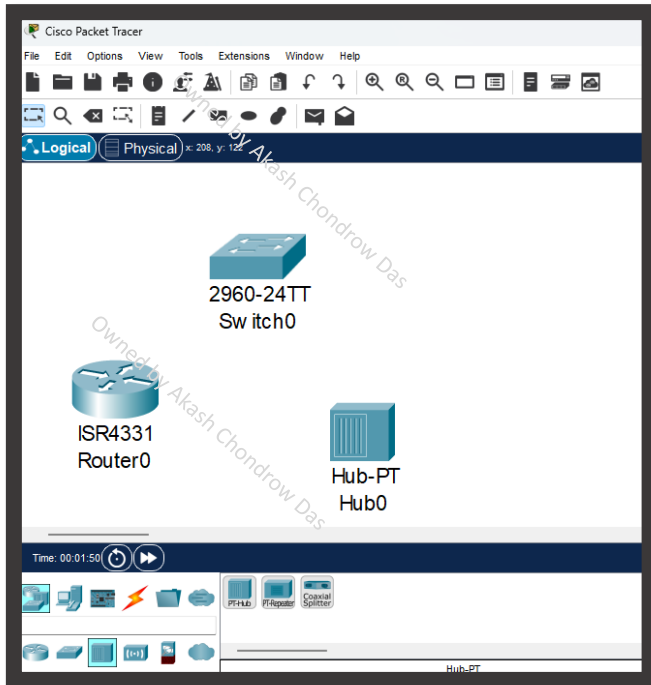 Cisco Packet Tracer
File Edit Options View Tools Extensions Window Help
Logical Physical x: 208, y: 122
Owned by Akash Chondrow Das
2960-24TT
Switch0
Owned by Akash Chondrow Das
ISR4331
Router0
Hub-PT
Hub0
Time: 00:01:50
PT-Hub PT-Repeater Coaxial
Splitter
Hub-PT